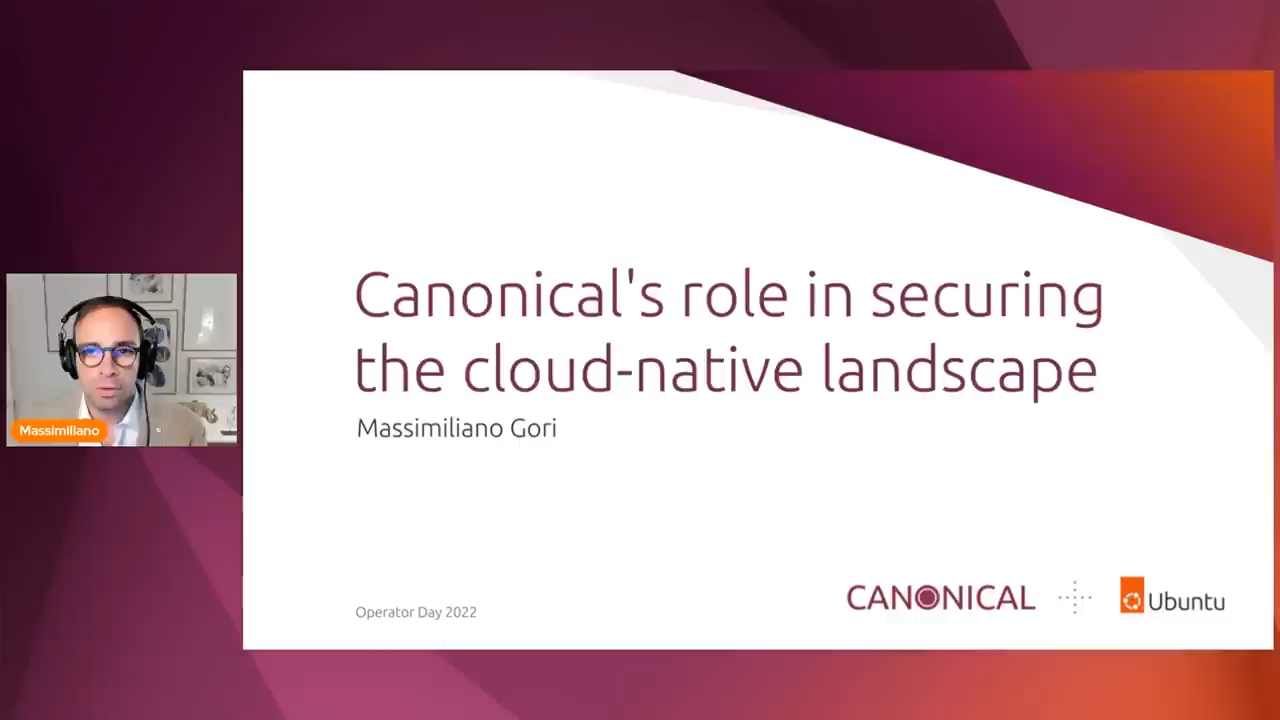 Canonical's role in securing
the cloud-native landscape
Massimiliano Gori
Massimiliano
Operator Day 2022
CANONICAL
Ubuntu